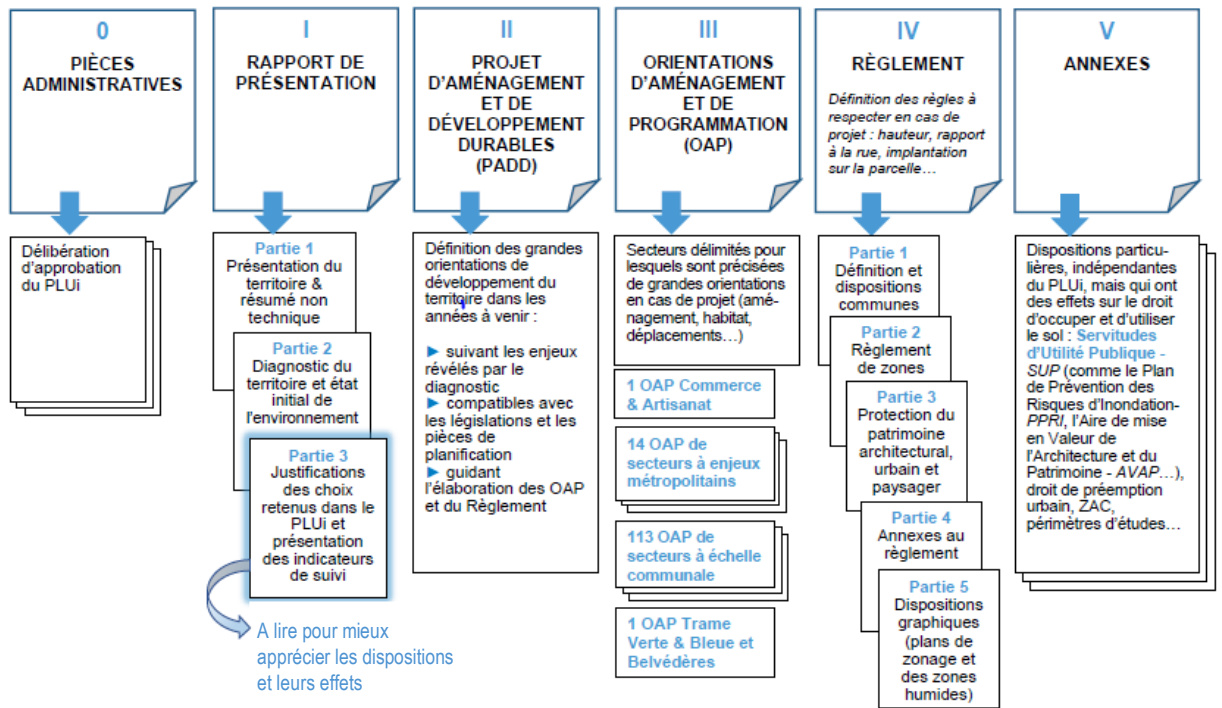 0
PIÈCES
ADMINISTRATIVES
Délibération
d'approbation
du PLUi
I
RAPPORT DE
PRÉSENTATION
Partie 1
Présentation du
territoire &
résumé non
technique
Partie 2
Diagnostic du
territoire et état
initial de
l'environnement
Partie 3
Justifications
des choix
retenus dans le
PLUi et
présentation
des indicateurs
de suivi
A lire pour mieux
apprécier les dispositions
et leurs effets
II
PROJET
D'AMÉNAGEMENT
ET DE
DÉVELOPPEMENT
DURABLES
(PADD)
Définition des grandes
orientations de
développement du
territoire dans les
années à venir :
► suivant les enjeux
révélés par le
diagnostic
► compatibles avec
les législations et les
pièces de
planification
► guidant
l'élaboration des OAP
et du Règlement
III
ORIENTATIONS
D'AMÉNAGEMENT
ET DE
PROGRAMMATION
(OAP)
Secteurs délimités pour
lesquels sont précisées
de grandes orientations
en cas de projet (amé-
nagement, habitat,
déplacements…)
1 OAP Commerce
& Artisanat
14 OAP de
secteurs à enjeux
métropolitains
113 OAP de
secteurs à échelle
communale
1 OAP Trame
Verte & Bleue et
Belvédères
IV
RÈGLEMENT
Définition des règles à
respecter en cas de
projet : hauteur, rapport
à la rue, implantation
sur la parcelle…
Partie 1
Définition et
dispositions
communes
Partie 2
Règlement
de zones
Partie 3
Protection du
patrimoine
architectural,
urbain et
paysager
Partie 4
Annexes au
règlement
Partie 5
Dispositions
graphiques
(plans de
zonage et
des zones
humides)
V
ANNEXES
Dispositions particu-
lières, indépendantes
du PLUi, mais qui ont
des effets sur le droit
d'occuper et d'utiliser
le sol : Servitudes
d'Utilité Publique -
SUP (comme le Plan
de Prévention des
Risques d'Inondation-
PPRI, l'Aire de mise
en Valeur de
l'Architecture et du
Patrimoine - AVAP…),
droit de préemption
urbain, ZAC,
périmètres d'études…